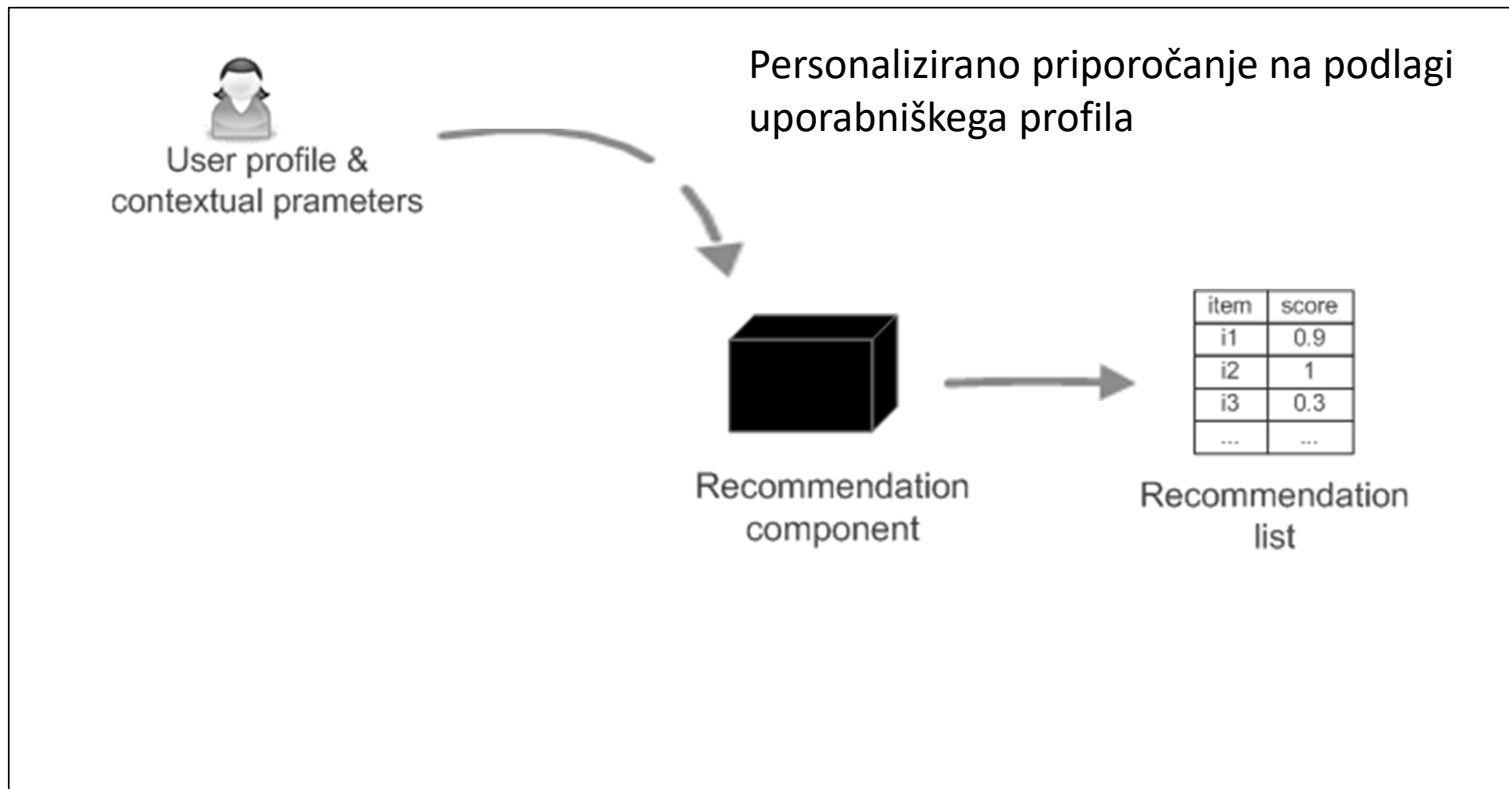 Personalizirano priporočanje na podlagi
uporabniškega profila
User profile &
contextual prameters
item score
i1 0.9
i2 1
i3 0.3
... ...
Recommendation
component
Recommendation
list